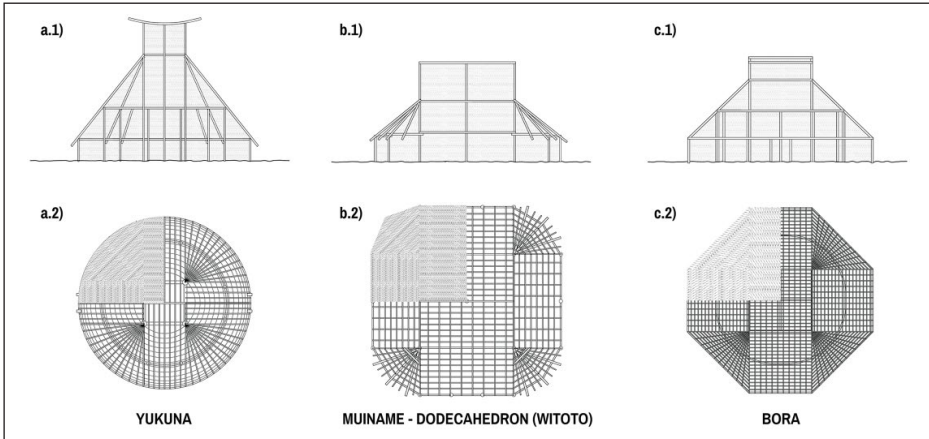 a.1)
b.1)
c.1)
a.2)
b.2)
c.2)
YUKUNA
MUINAME - DODECAHEDRON (WITOTO)
BORA